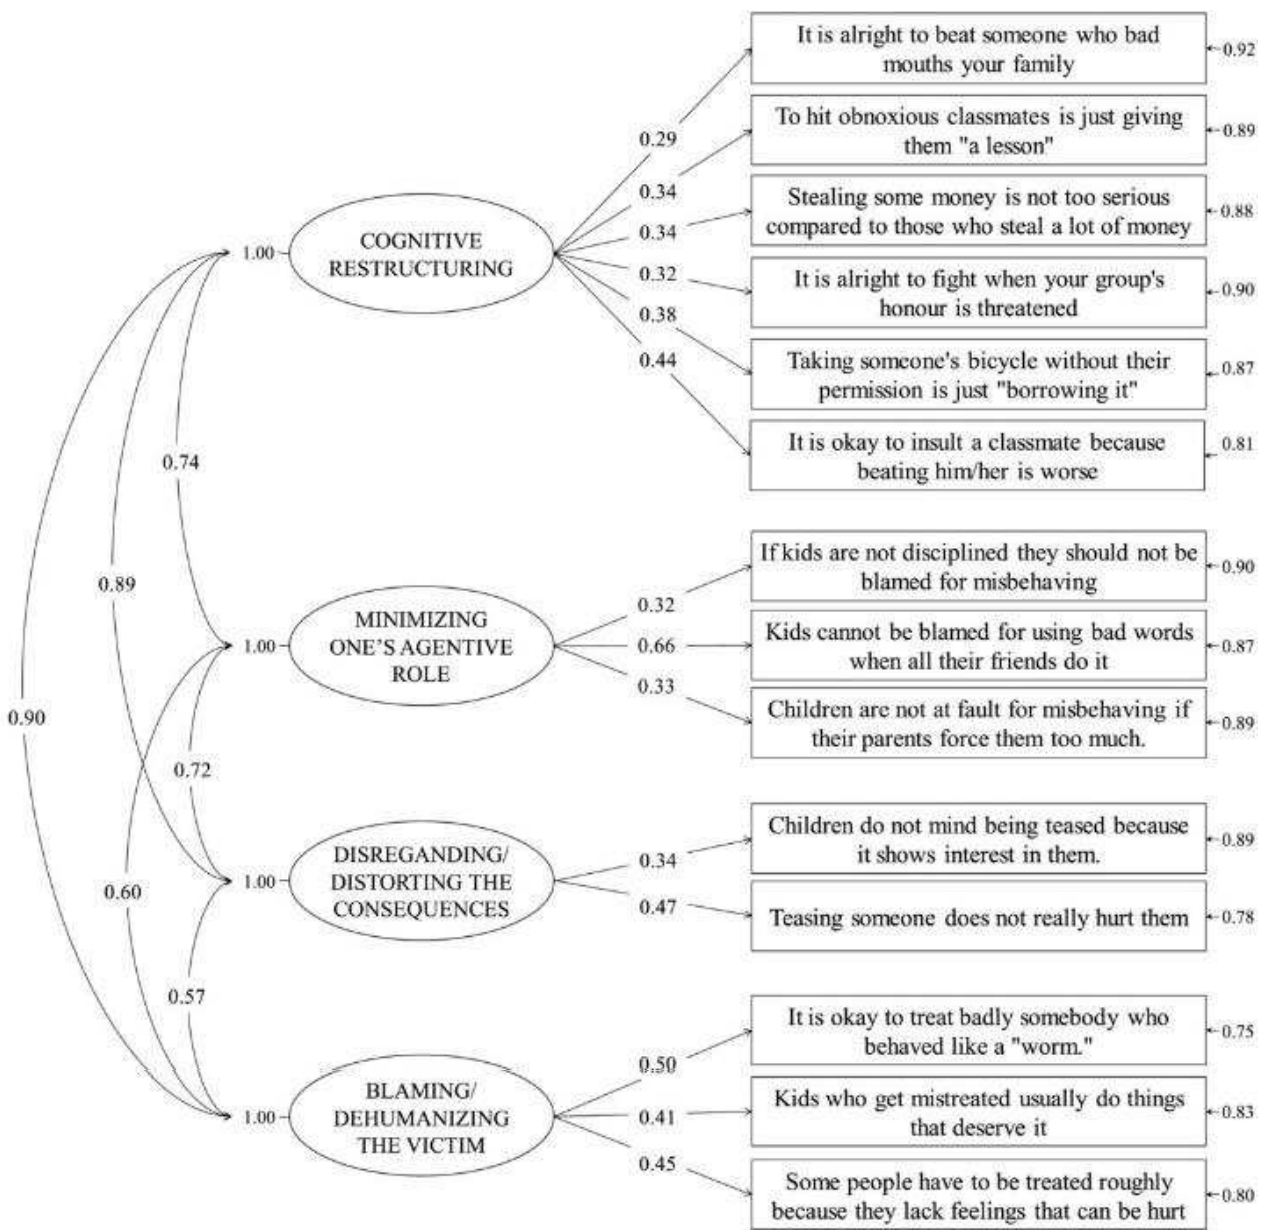 It is alright to beat someone who bad
mouths your family
0.92
To hit obnoxious classmates is just giving
them "a lesson"
0.89
0.29
0.34
Stealing some money is not too serious
compared to those who steal a lot of money
0.88
0.34
COGNITIVE
RESTRUCTURING
1.00
0.32
It is alright to fight when your group's
honour is threatened
0.90
0.38
0.44
Taking someone's bicycle without their
permission is just "borrowing it"
0.87
It is okay to insult a classmate because
beating him/her is worse
0.81
0.74
0.89
If kids are not disciplined they should not be
blamed for misbehaving
0.90
0.32
MINIMIZING
ONE'S AGENTIVE
ROLE
1.00
0.66
Kids cannot be blamed for using bad words
when all their friends do it
0.87
0.33
Children are not at fault for misbehaving if
their parents force them too much.
0.89
0.90
0.72
Children do not mind being teased because
it shows interest in them.
0.89
0.34
DISREGANDING/
DISTORTING THE
CONSEQUENCES
1.00
0.47
Teasing someone does not really hurt them
0.78
0.60
0.57
It is okay to treat badly somebody who
behaved like a "worm."
0.75
0.50
BLAMING/
DEHUMANIZING
THE VICTIM
1.00
0.41
Kids who get mistreated usually do things
that deserve it
0.83
0.45
Some people have to be treated roughly
because they lack feelings that can be hurt
0.80